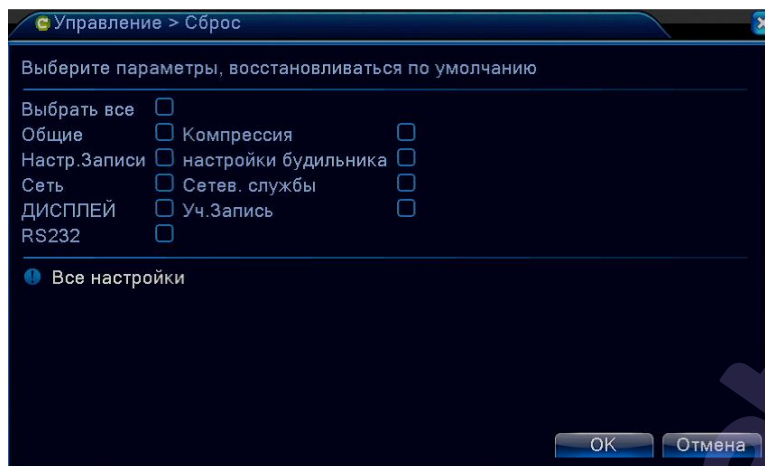 Управление > Сброс
Выберите параметры, восстановливаться по умолчанию
Выбрать все
Общие Компрессия
Настр.Записи настройки будильника
Сеть Сетев. службы
ДИСПЛЕЙ Уч.Запись
RS232
Все настройки
OK Отмена